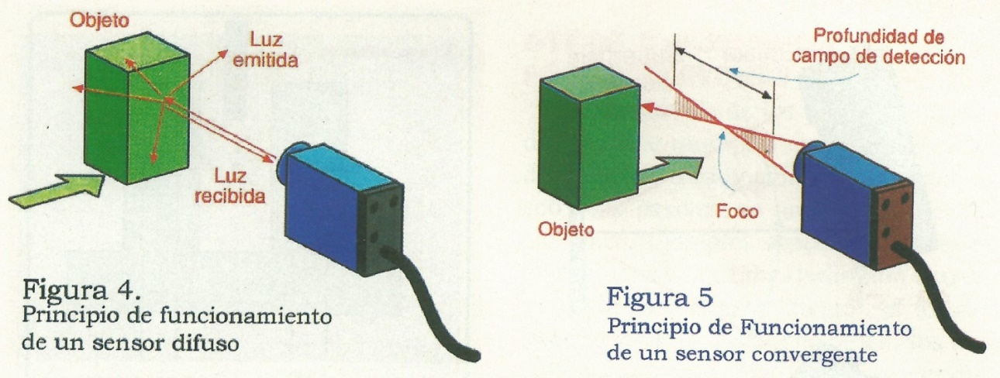 Objeto
Luz
emitida
Luz
recibida
Figura 4.
Principio de funcionamiento
de un sensor difuso
Profundidad de
campo de detección
Foco
Objeto
Figura 5
Principio de Funcionamiento
de un sensor convergente